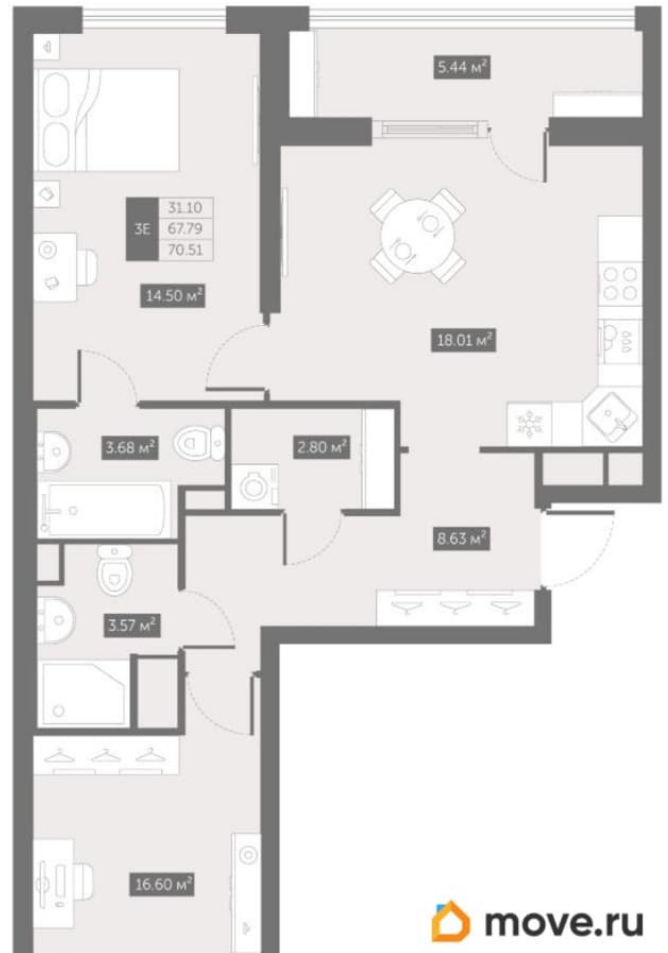 5.44 м²
31.10
3Е
67.79
70.51
14.50 м²
18.01 м²
3.68 м²
2.80 м²
8.63 м²
3.57 м²
16.60 м²
move.ru